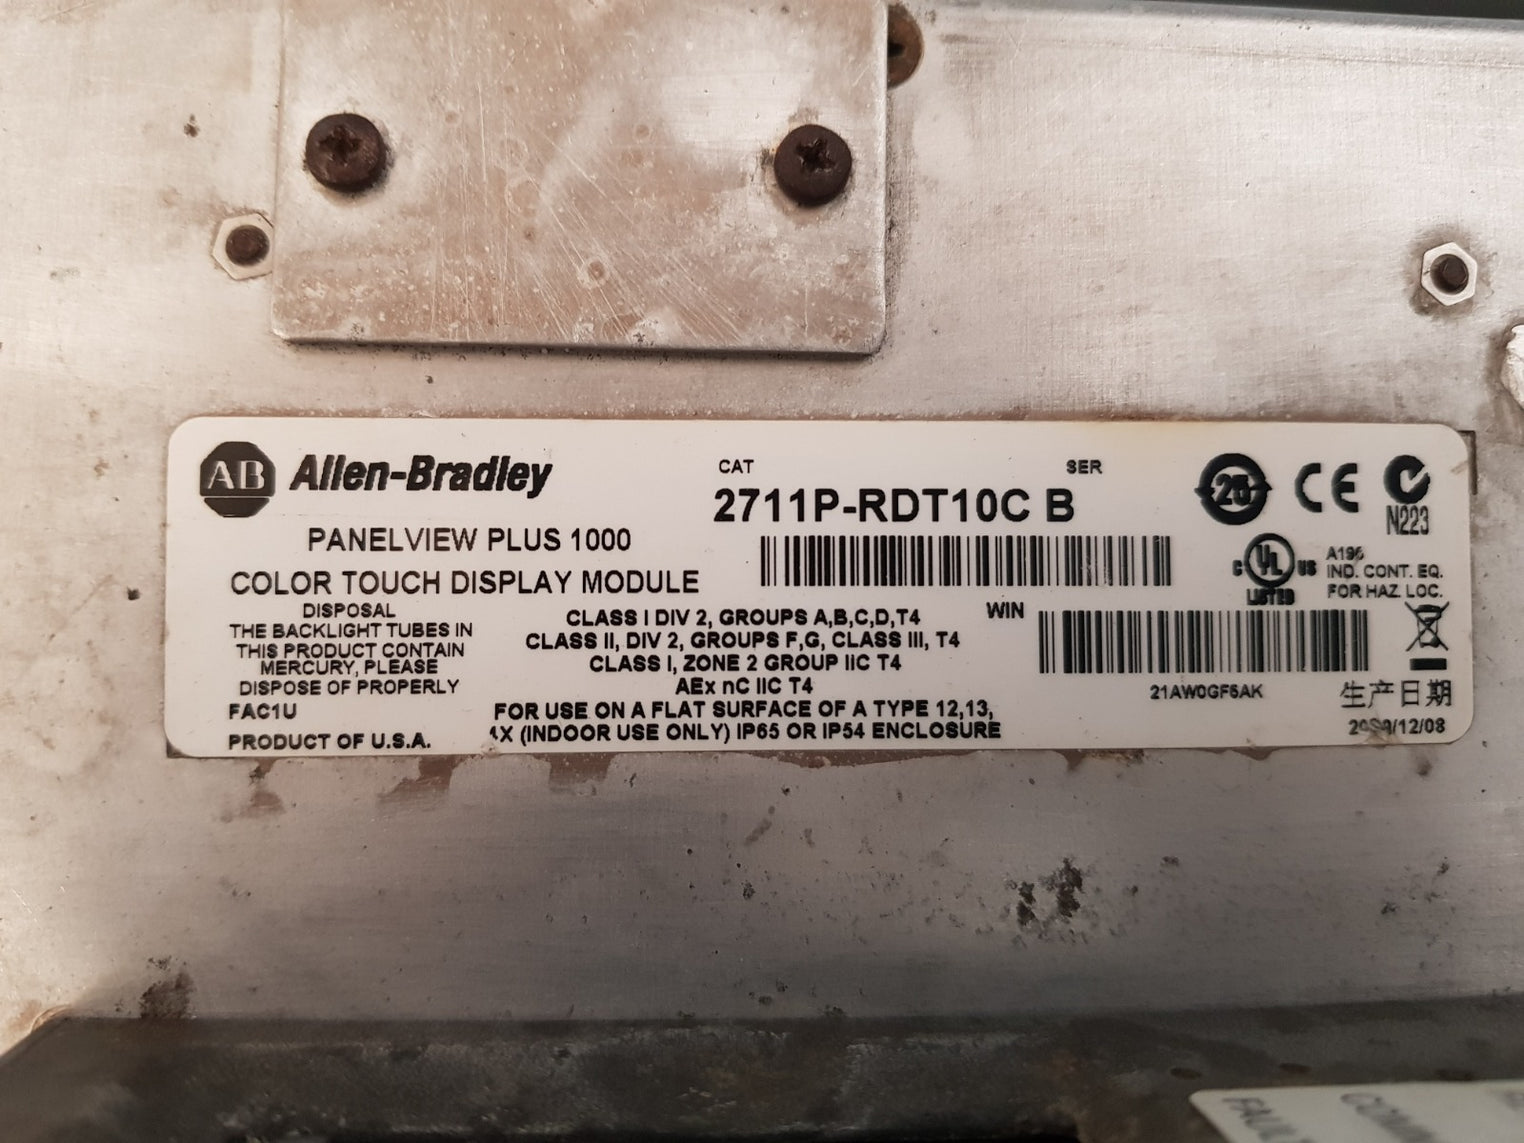 AB Allen-Bradley
CAT SER
2711P-RDT10C B
25 CE N223
PANELVIEW PLUS 1000
COLOR TOUCH DISPLAY MODULE
C UL US
LISTED
A196
IND. CONT. EQ.
FOR HAZ. LOC.
DISPOSAL
THE BACKLIGHT TUBES IN
THIS PRODUCT CONTAIN
MERCURY, PLEASE
DISPOSE OF PROPERLY
FAC1U
PRODUCT OF U.S.A.
CLASS I DIV 2, GROUPS A,B,C,D,T4
CLASS II, DIV 2, GROUPS F,G, CLASS III, T4
CLASS I, ZONE 2 GROUP IIC T4
AEx nC IIC T4
FOR USE ON A FLAT SURFACE OF A TYPE 12,13,
4X (INDOOR USE ONLY) IP65 OR IP54 ENCLOSURE
WIN
21AW0GF6AK
生产日期